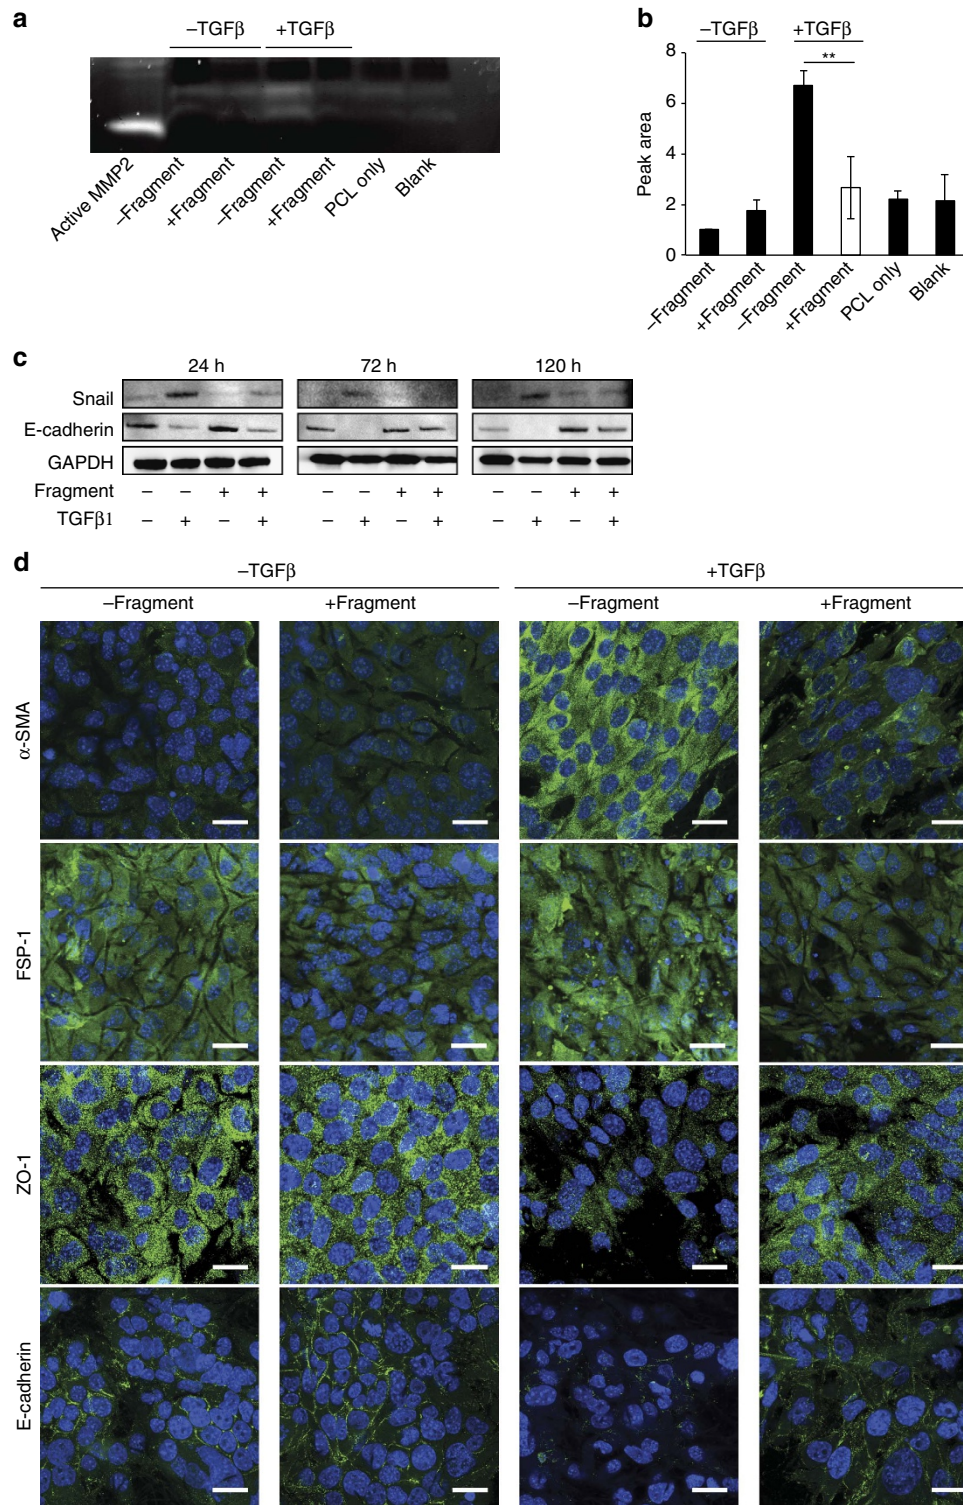 a
–TGFβ +TGFβ
Active MMP2
–Fragment
+Fragment
–Fragment
+Fragment
PCL only
Blank
b
–TGFβ +TGFβ
**
8
6
4
2
0
Peak area
–Fragment
+Fragment
–Fragment
+Fragment
PCL only
Blank
c
24 h 72 h 120 h
Snail
E-cadherin
GAPDH
Fragment – – + + – – + + – – + +
TGFβ1 – + – + – + – + – + – +
d
–TGFβ +TGFβ
–Fragment +Fragment –Fragment +Fragment
α-SMA
FSP-1
ZO-1
E-cadherin